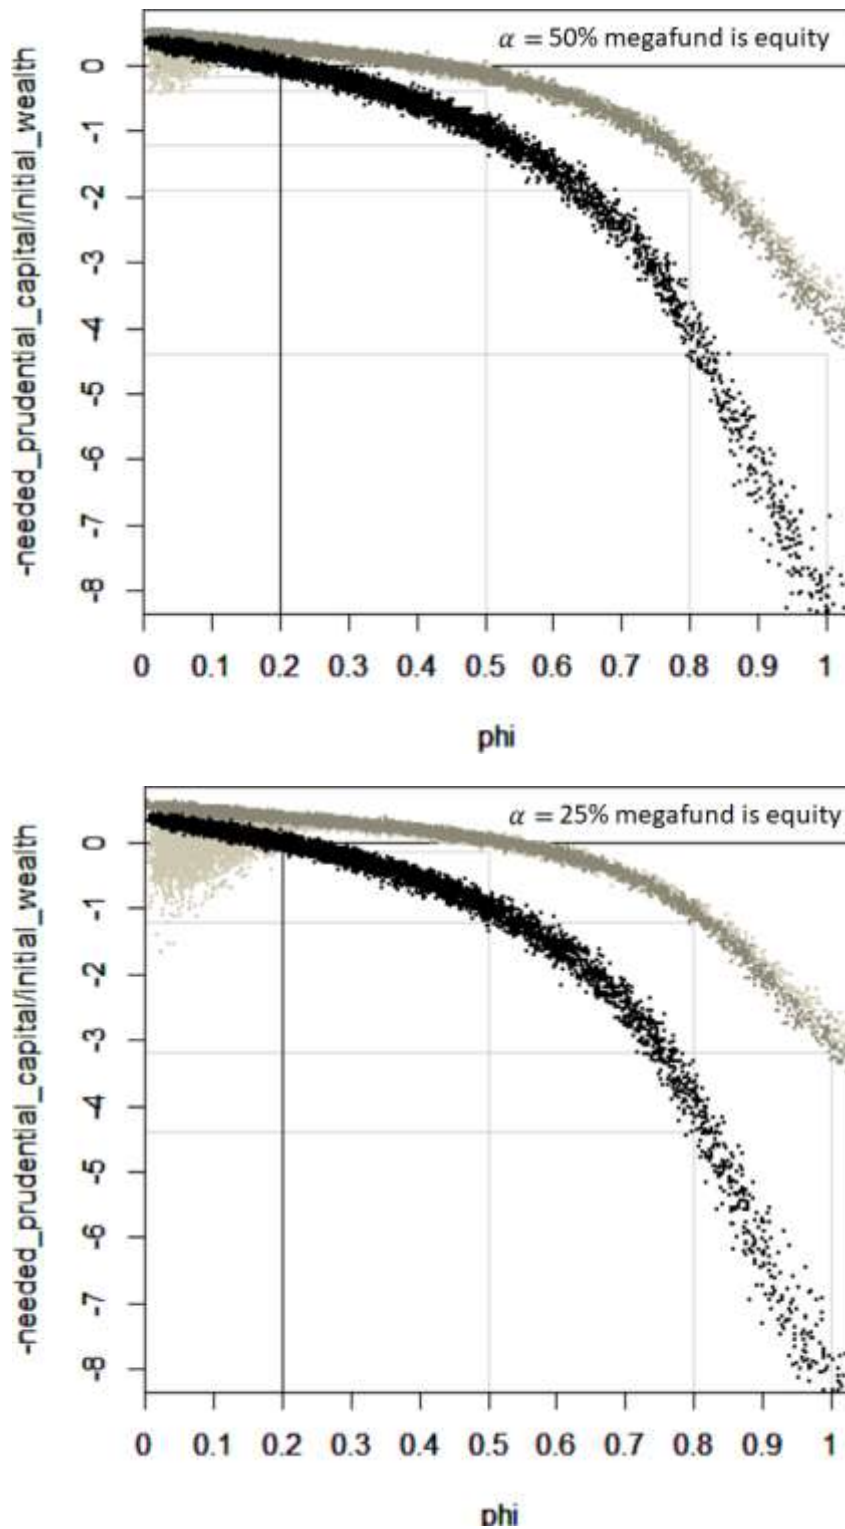 α = 50% megafund is equity
-needed_prudential_capital/initial_wealth
0
-1
-2
-3
-4
-5
-6
-7
-8
0 0.1 0.2 0.3 0.4 0.5 0.6 0.7 0.8 0.9 1
phi
α = 25% megafund is equity
-needed_prudential_capital/initial_wealth
0
-1
-2
-3
-4
-5
-6
-7
-8
0 0.1 0.2 0.3 0.4 0.5 0.6 0.7 0.8 0.9 1
phi